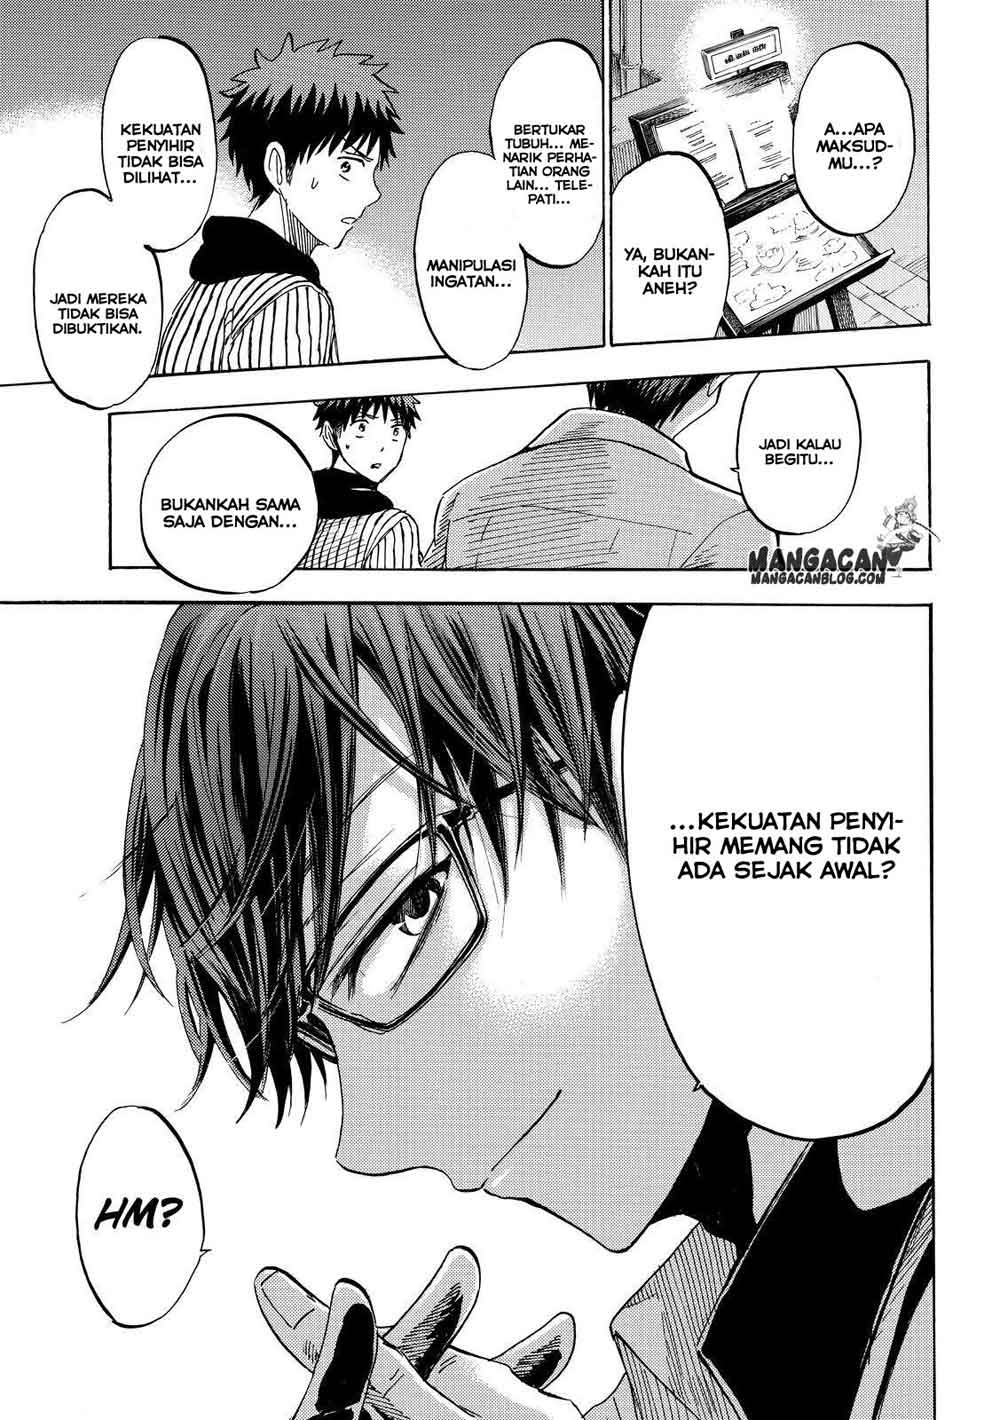 A...APA
MAKSUD-
MU...?
YA, BUKAN-
KAH ITU
ANEH?
BERTUKAR
TUBUH... ME-
NARIK PERHA-
TIAN ORANG
LAIN... TELE-
PATI...
MANIPULASI
INGATAN...
KEKUATAN
PENYIHIR
TIDAK BISA
DILIHAT...
JADI MEREKA
TIDAK BISA
DIBUKTIKAN.
JADI KALAU
BEGITU...
BUKANKAH SAMA
SAJA DENGAN...
MANGACAN
MANGACANBLOG.COM
...KEKUATAN PENYI-
HIR MEMANG TIDAK
ADA SEJAK AWAL?
HM?